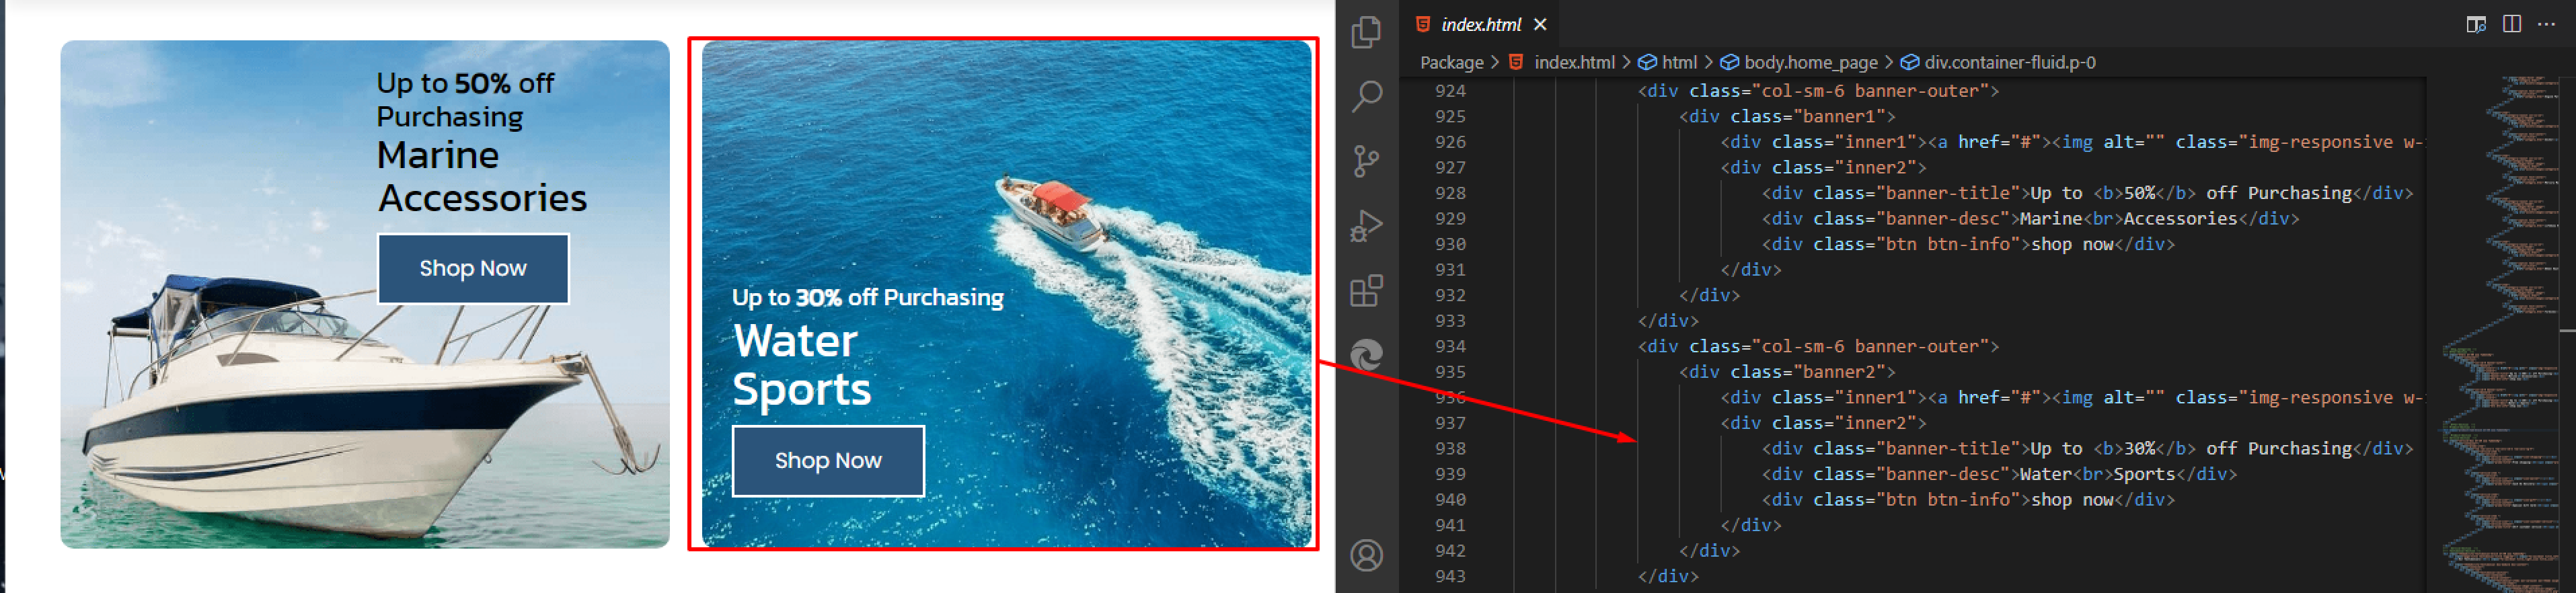 Up to 50% off
Purchasing
Marine
Accessories
Shop Now
Up to 30% off Purchasing
Water
Sports
Shop Now
index.html
Package > index.html > html > body.home_page > div.container-fluid.p-0
924 <div class="col-sm-6 banner-outer">
925 <div class="banner1">
926 <div class="inner1"><a href="#"><img alt="" class="img-responsive w-
927 <div class="inner2">
928 <div class="banner-title">Up to <b>50%</b> off Purchasing</div>
929 <div class="banner-desc">Marine<br>Accessories</div>
930 <div class="btn btn-info">shop now</div>
931 </div>
932 </div>
933 </div>
934 <div class="col-sm-6 banner-outer">
935 <div class="banner2">
936 <div class="inner1"><a href="#"><img alt="" class="img-responsive w-
937 <div class="inner2">
938 <div class="banner-title">Up to <b>30%</b> off Purchasing</div>
939 <div class="banner-desc">Water<br>Sports</div>
940 <div class="btn btn-info">shop now</div>
941 </div>
942 </div>
943 </div>